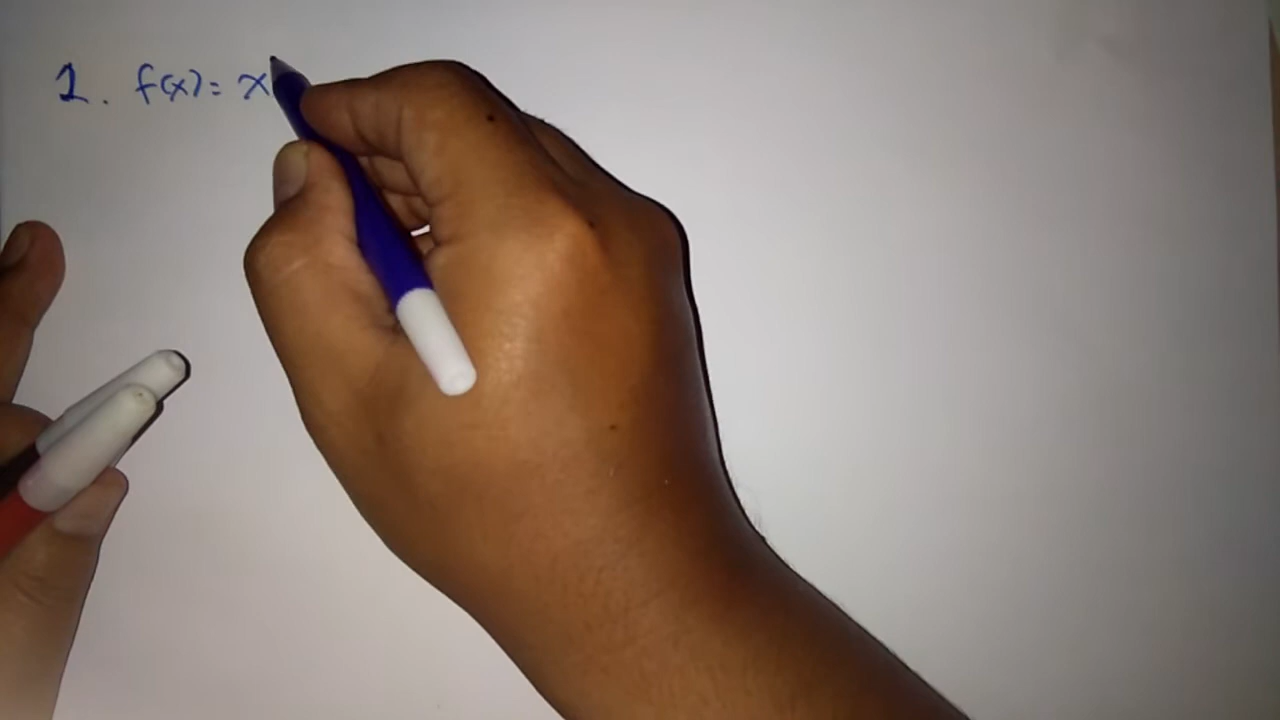 1. f(x) = x